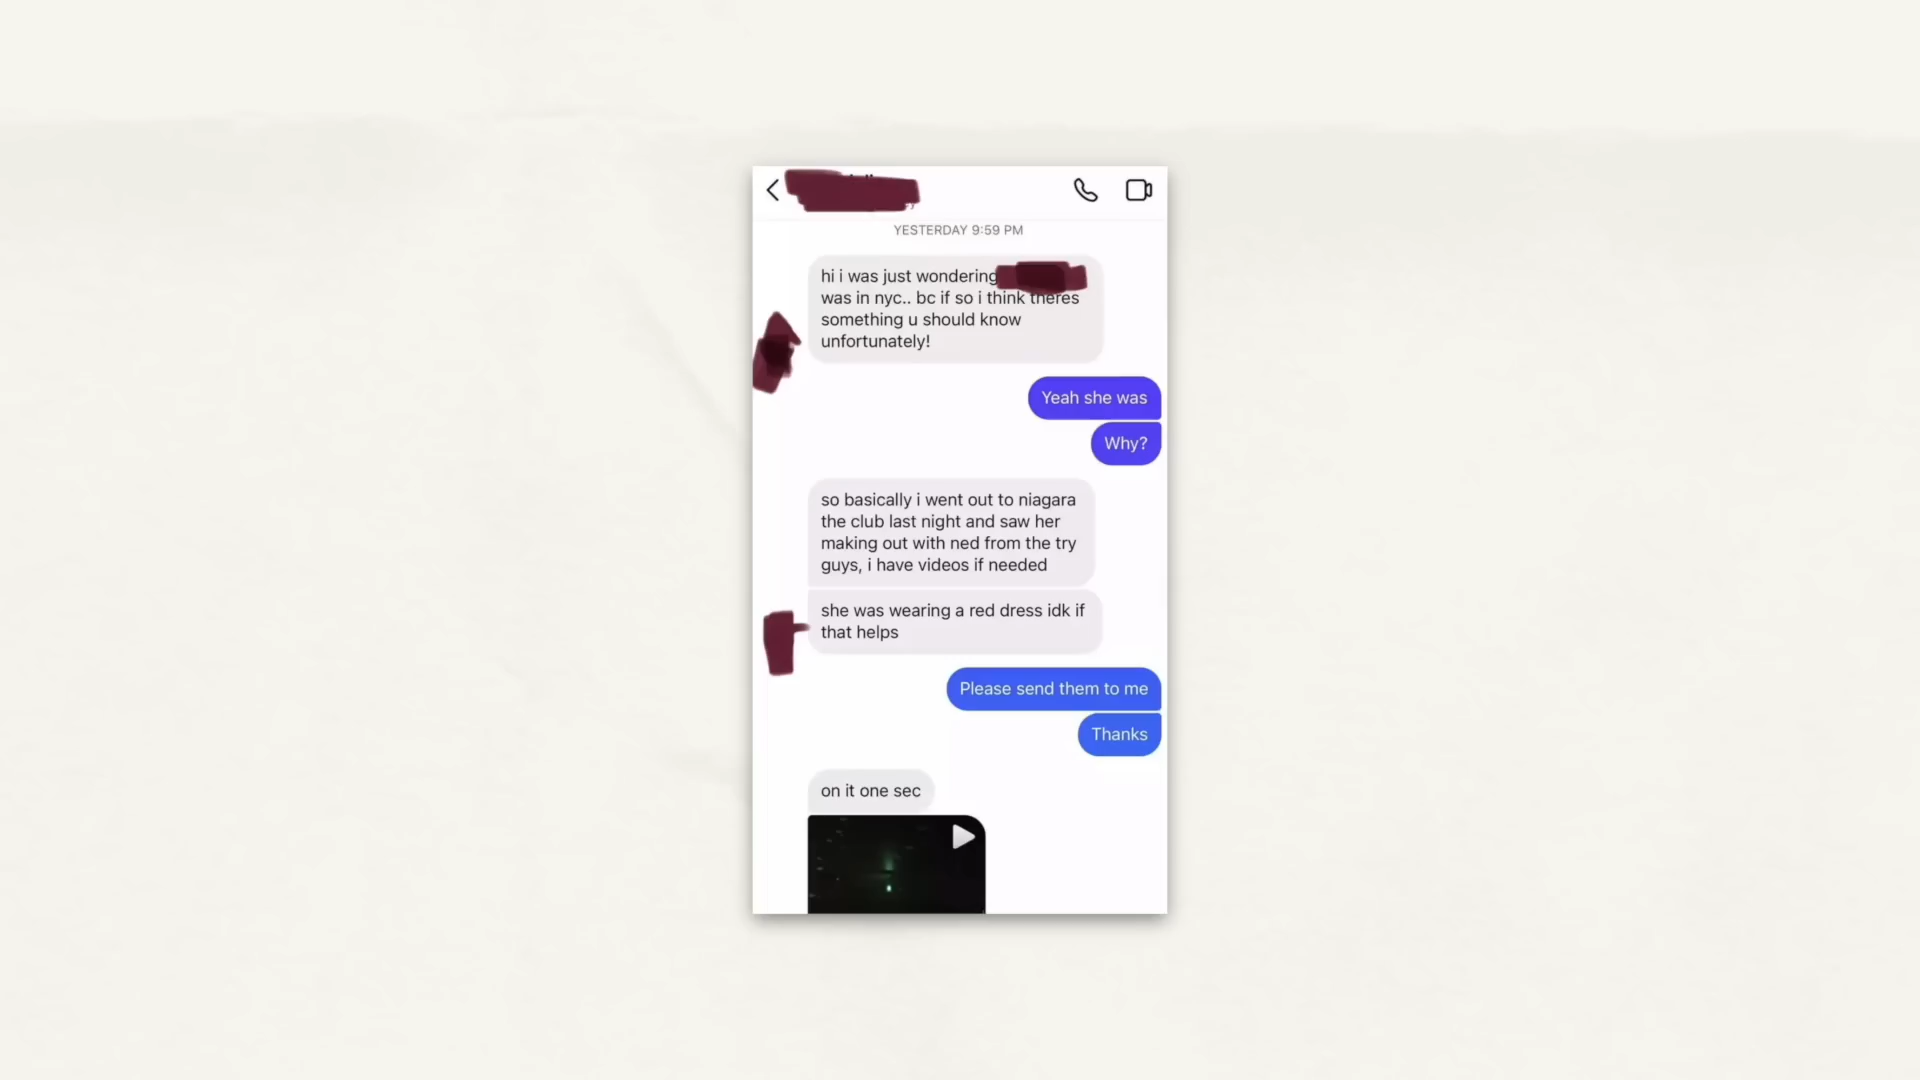 YESTERDAY 9:59 PM
hi i was just wondering
was in nyc.. bc if so i think theres
something u should know
unfortunately!
Yeah she was
Why?
so basically i went out to niagara
the club last night and saw her
making out with ned from the try
guys, i have videos if needed
she was wearing a red dress idk if
that helps
Please send them to me
Thanks
on it one sec